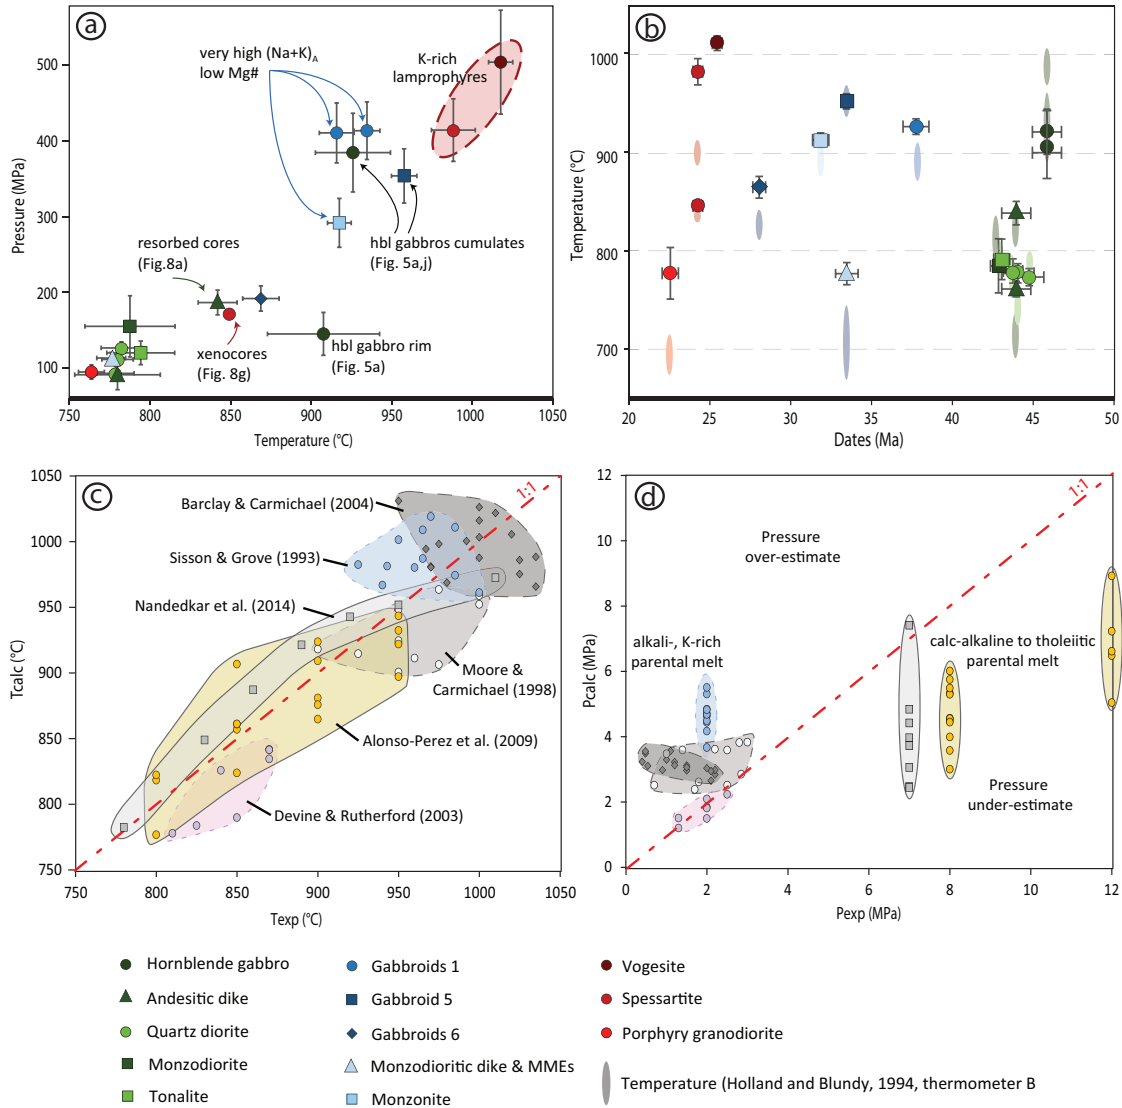 a
500
400
300
200
100
Pressure (MPa)
750
800
850
900
950
1000
1050
Temperature (°C)
very high (Na+K)A
low Mg#
K-rich
lamprophyres
resorbed cores
(Fig.8a)
hbl gabbros cumulates
(Fig. 5a,j)
xenocores
(Fig. 8g)
hbl gabbro rim
(Fig. 5a)
b
1000
900
800
700
Temperature (°C)
20
25
30
35
40
45
50
Dates (Ma)
c
1050
1000
950
900
850
800
750
Tcalc (°C)
750
800
850
900
950
1000
1050
Texp (°C)
1:1
Barclay & Carmichael (2004)
Sisson & Grove (1993)
Nandedkar et al. (2014)
Moore &
Carmichael (1998)
Alonso-Perez et al. (2009)
Devine & Rutherford (2003)
d
12
10
8
6
4
2
0
Pcalc (MPa)
0
2
4
6
8
10
12
Pexp (MPa)
1:1
Pressure
over-estimate
alkali-, K-rich
parental melt
calc-alkaline to tholeiitic
parental melt
Pressure
under-estimate
Hornblende gabbro
Andesitic dike
Quartz diorite
Monzodiorite
Tonalite
Gabbroids 1
Gabbroid 5
Gabbroids 6
Monzodioritic dike & MMEs
Monzonite
Vogesite
Spessartite
Porphyry granodiorite
Temperature (Holland and Blundy, 1994, thermometer B